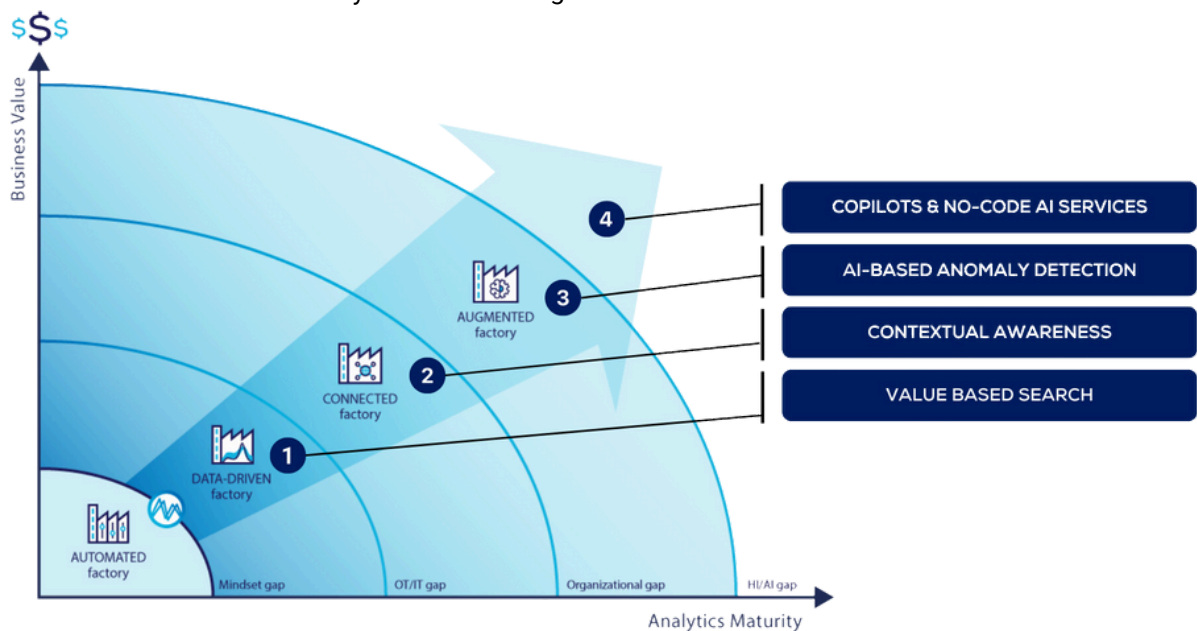 $$$
Business Value
4
COPILOTS & NO-CODE AI SERVICES
AI-BASED ANOMALY DETECTION
3
AUGMENTED
factory
CONTEXTUAL AWARENESS
2
CONNECTED
factory
VALUE BASED SEARCH
1
DATA-DRIVEN
factory
AUTOMATED
factory
Mindset gap
OT/IT gap
Organizational gap
HI/AI gap
Analytics Maturity